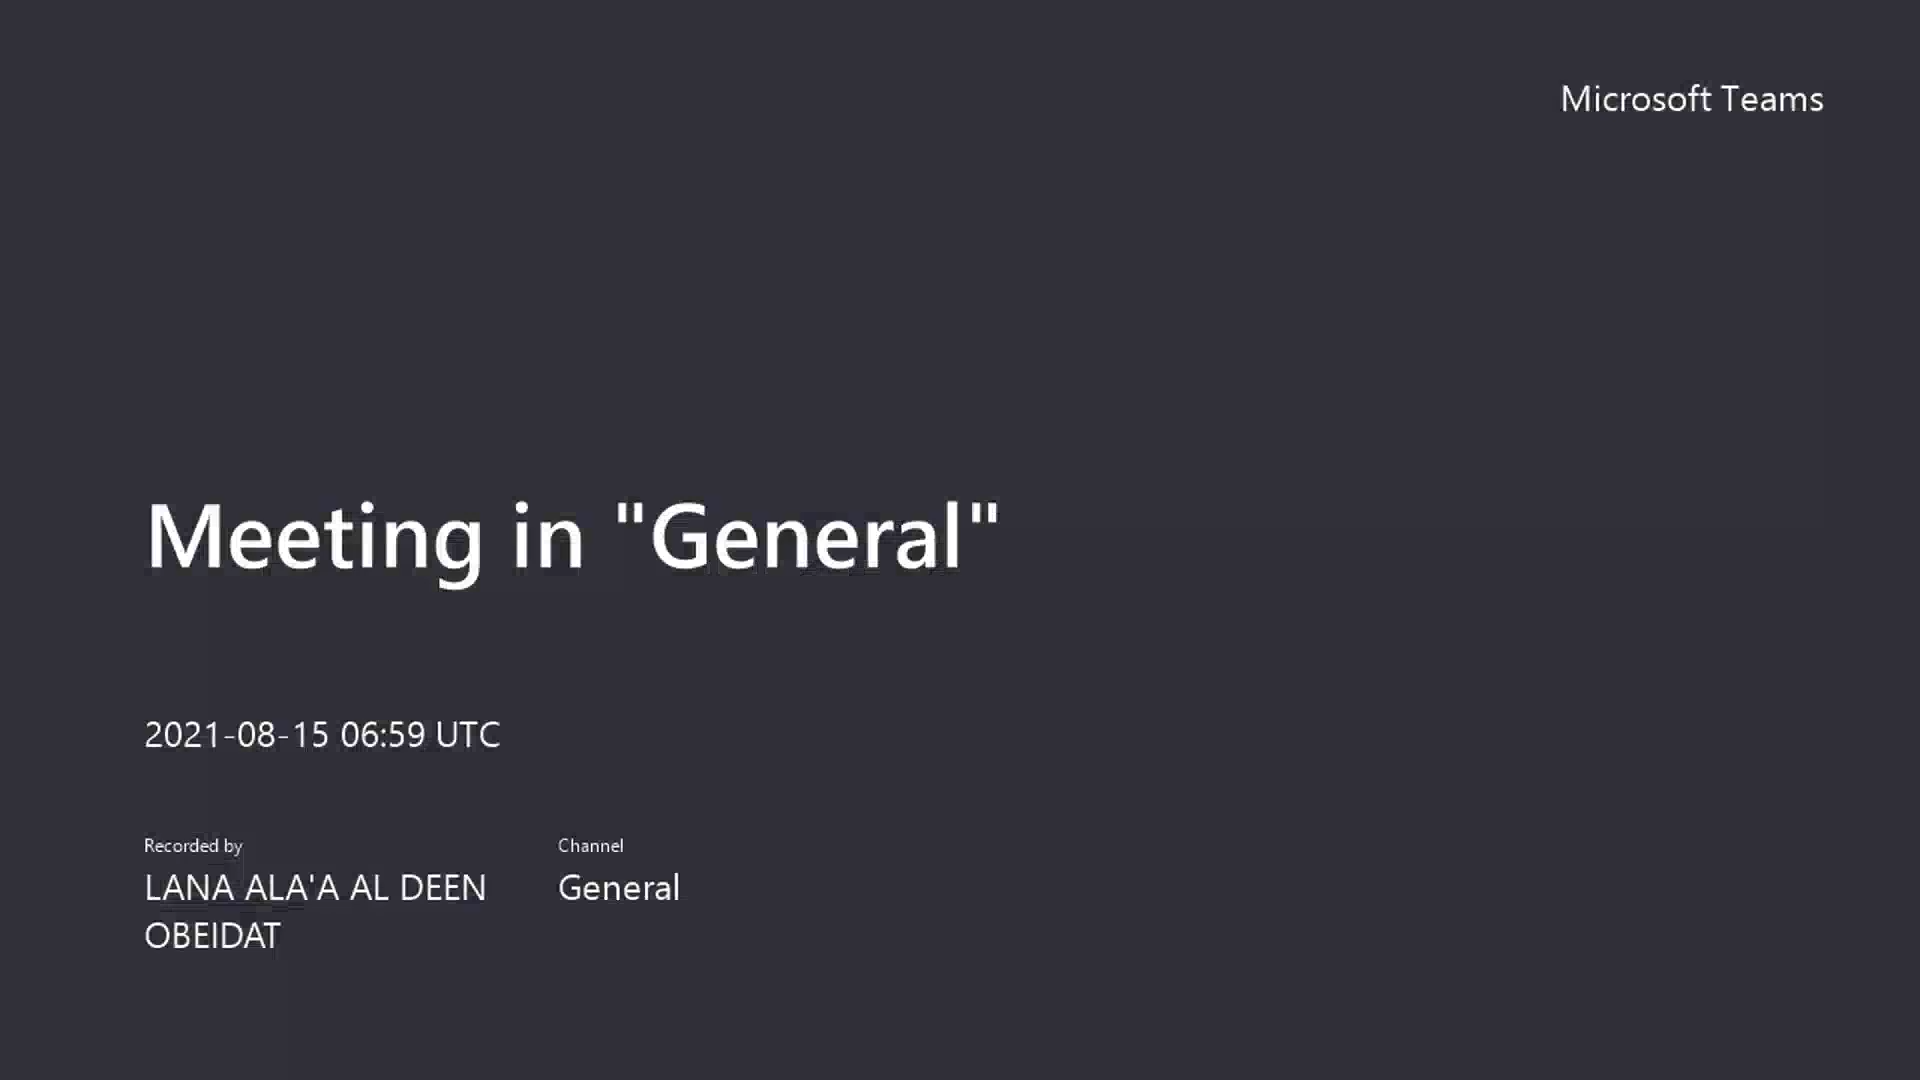 Microsoft Teams
Meeting in "General"
2021-08-15 06:59 UTC
Recorded by
LANA ALA'A AL DEEN
OBEIDAT
Channel
General